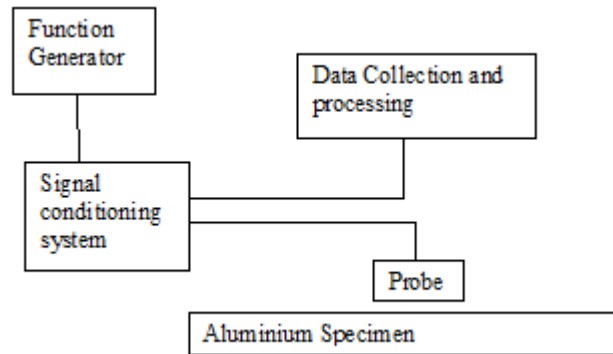 Function
Generator
Data Collection and
processing
Signal
conditioning
system
Probe
Aluminium Specimen